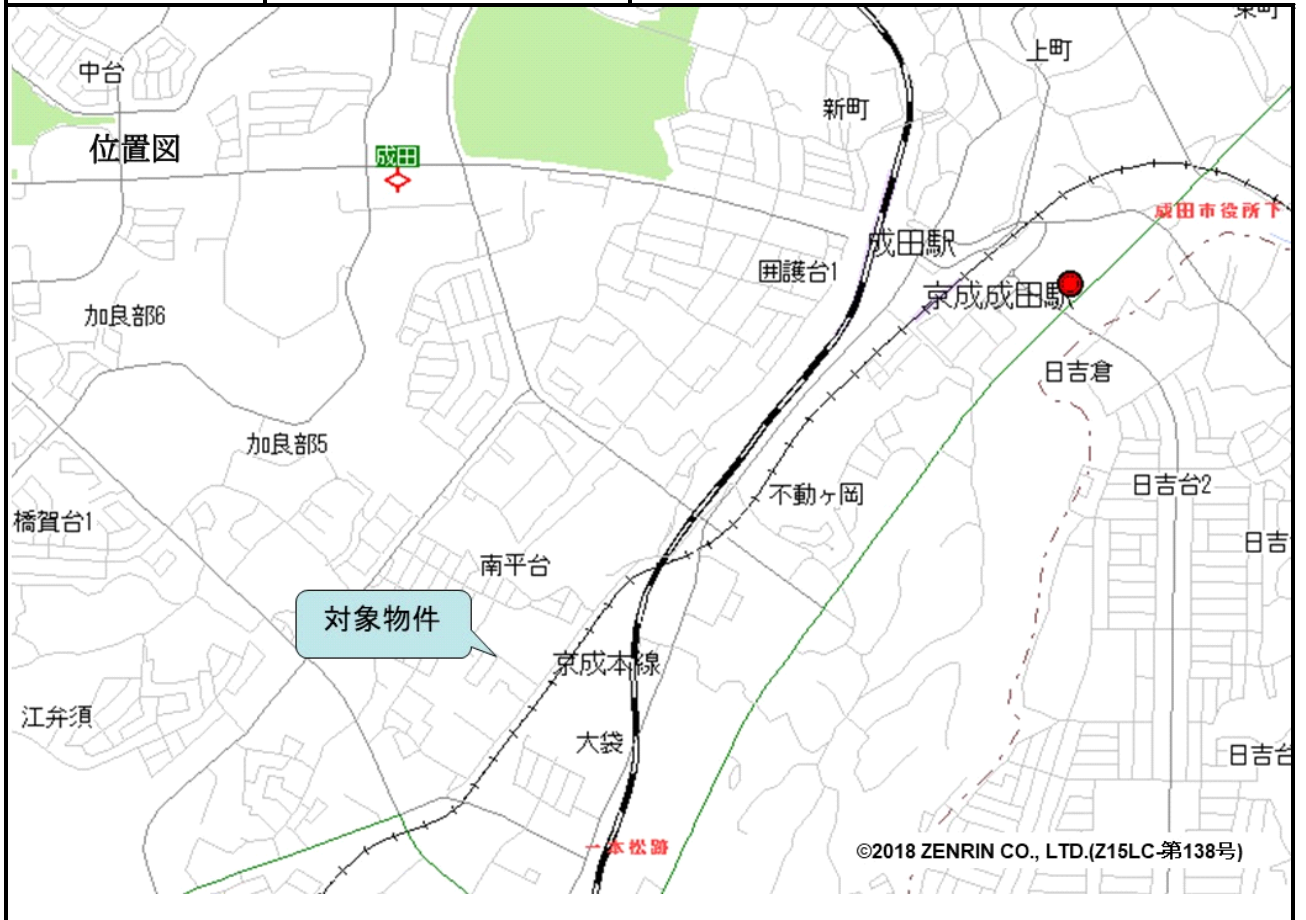 東町
上町
中台
新町
位置図
成田
成田市役所下
成田駅
囲護台1
京成成田駅
加良部6
日吉倉
加良部5
日吉台2
不動ヶ岡
橋賀台1
日吉
南平台
対象物件
京成本線
江弁須
大袋
日吉台
一本松跡
©2018 ZENRIN CO., LTD.(Z15LC-第138号)